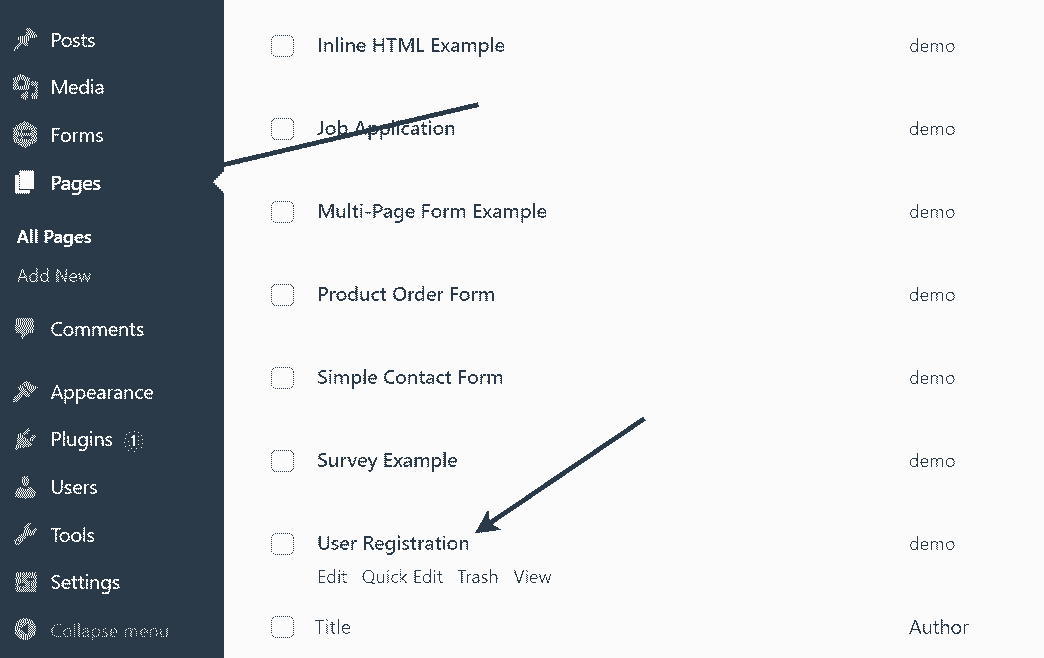 Posts
Media
Forms
Pages
All Pages
Add New
Comments
Appearance
Plugins 1
Users
Tools
Settings
Collapse menu
Inline HTML Example demo
Job Application demo
Multi-Page Form Example demo
Product Order Form demo
Simple Contact Form demo
Survey Example demo
User Registration demo
Edit Quick Edit Trash View
Title Author